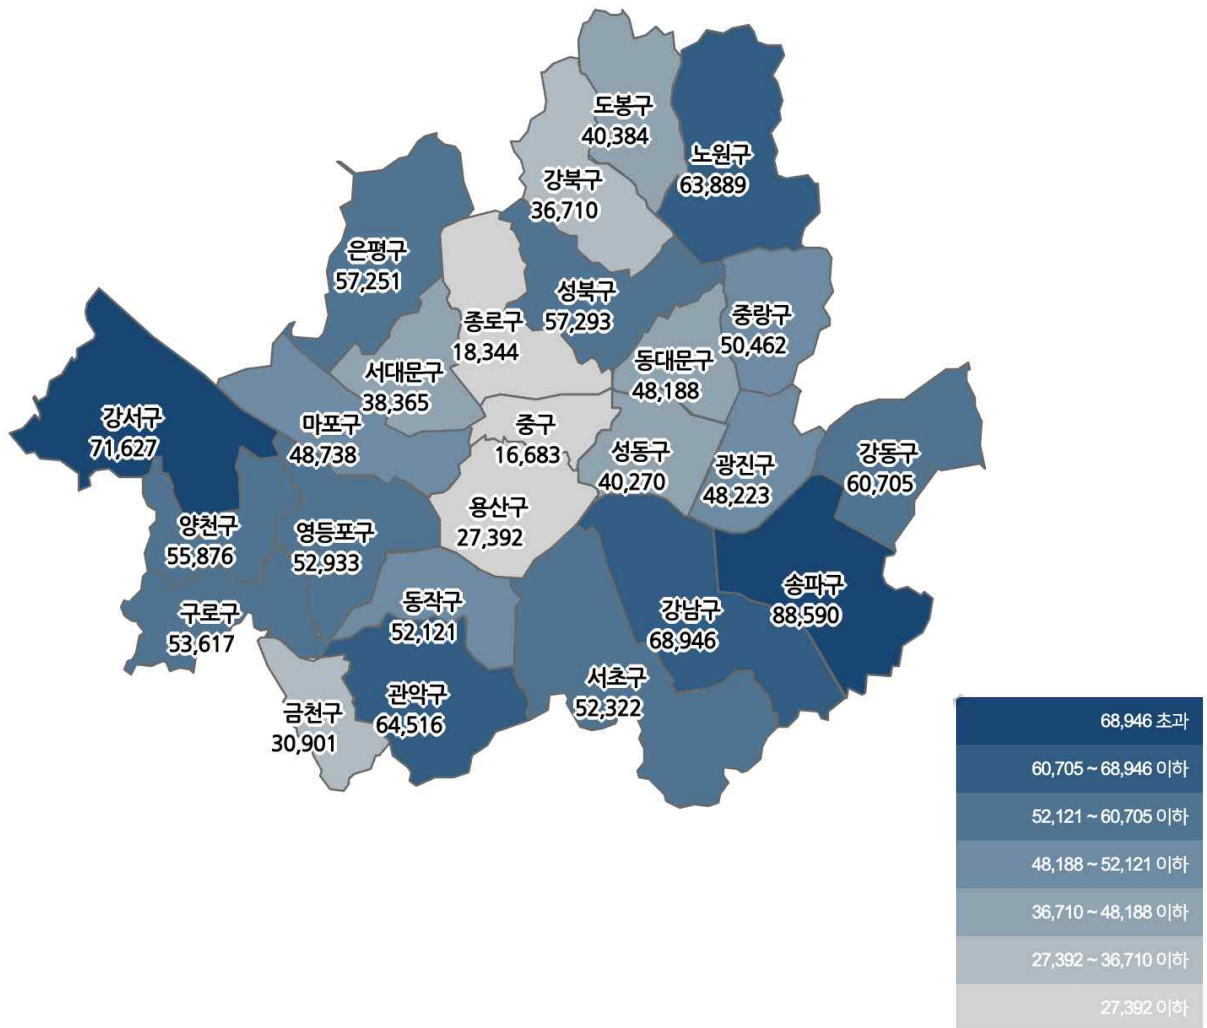 도봉구
40,384
노원구
63,889
강북구
36,710
은평구
57,251
성북구
57,293
종로구
18,344
중랑구
50,462
동대문구
48,188
서대문구
38,365
강서구
71,627
마포구
48,738
중구
16,683
성동구
40,270
광진구
48,223
강동구
60,705
용산구
27,392
양천구
55,876
영등포구
52,933
구로구
53,617
동작구
52,121
강남구
68,946
송파구
88,590
서초구
52,322
관악구
64,516
금천구
30,901
68,946 초과
60,705 ~ 68,946 이하
52,121 ~ 60,705 이하
48,188 ~ 52,121 이하
36,710 ~ 48,188 이하
27,392 ~ 36,710 이하
27,392 이하